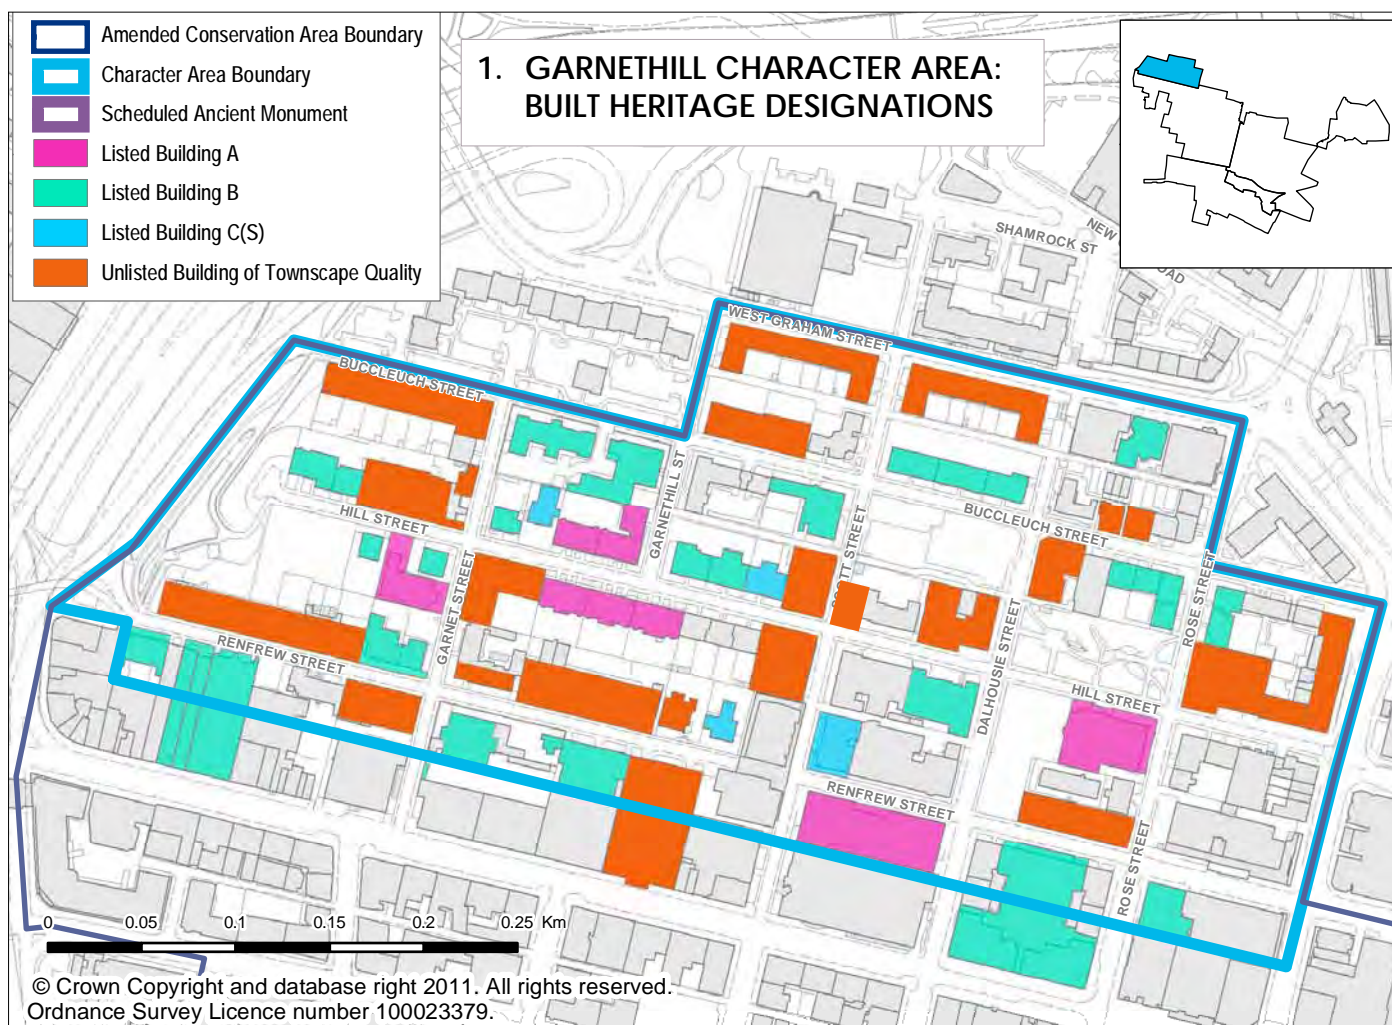 Amended Conservation Area Boundary
Character Area Boundary
Scheduled Ancient Monument
Listed Building A
Listed Building B
Listed Building C(S)
Unlisted Building of Townscape Quality
1. GARNETHILL CHARACTER AREA:
BUILT HERITAGE DESIGNATIONS
SHAMROCK ST
NEW
ROAD
WEST GRAHAM STREET
BUCCLEUCH STREET
GARNETHILL ST
HILL STREET
GARNET STREET
SCOTT STREET
BUCCLEUCH STREET
DALHOUSIE STREET
ROSE STREET
RENFREW STREET
HILL STREET
RENFREW STREET
ROSE STREET
0 0.05 0.1 0.15 0.2 0.25 Km
© Crown Copyright and database right 2011. All rights reserved.
Ordnance Survey Licence number 100023379.